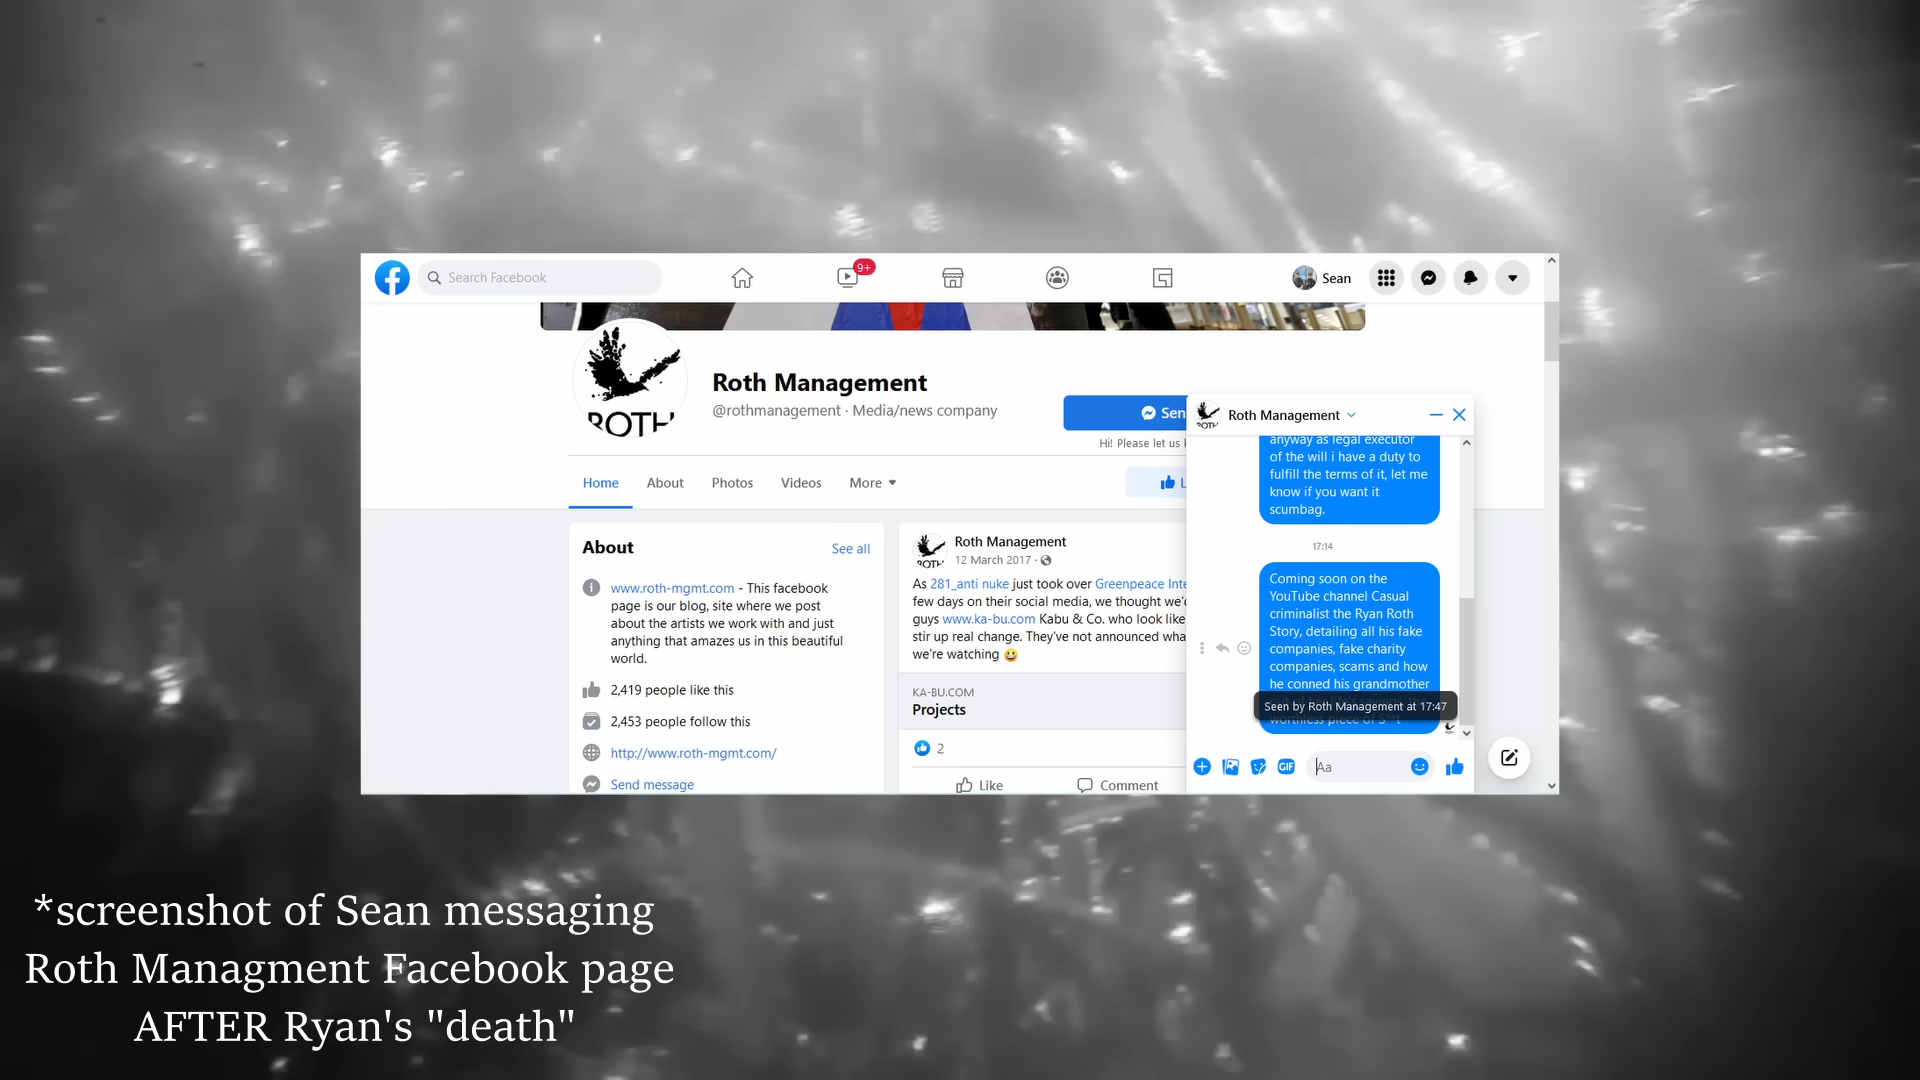 Search Facebook
9+
Sean
ROTH
Roth Management
@rothmanagement · Media/news company
Sen
Hi! Please let us k
Home
About
Photos
Videos
More
L
About
See all
www.roth-mgmt.com - This facebook
page is our blog, site where we post
about the artists we work with and just
anything that amazes us in this beautiful
world.
2,419 people like this
2,453 people follow this
http://www.roth-mgmt.com/
Send message
Roth Management
12 March 2017 ·
As 281_anti nuke just took over Greenpeace Inte
few days on their social media, we thought we'd
guys www.ka-bu.com Kabu & Co. who look like
stir up real change. They've not announced wha
we're watching 😀
KA-BU.COM
Projects
2
Like
Comment
ROTH
Roth Management
anyway as legal executor
of the will i have a duty to
fulfill the terms of it, let me
know if you want it
scumbag.
17:14
Coming soon on the
YouTube channel Casual
criminalist the Ryan Roth
Story, detailing all his fake
companies, fake charity
companies, scams and how
he conned his grandmother
Seen by Roth Management at 17:47
worthless piece of S**t
GIF
Aa
*screenshot of Sean messaging
Roth Managment Facebook page
AFTER Ryan's "death"